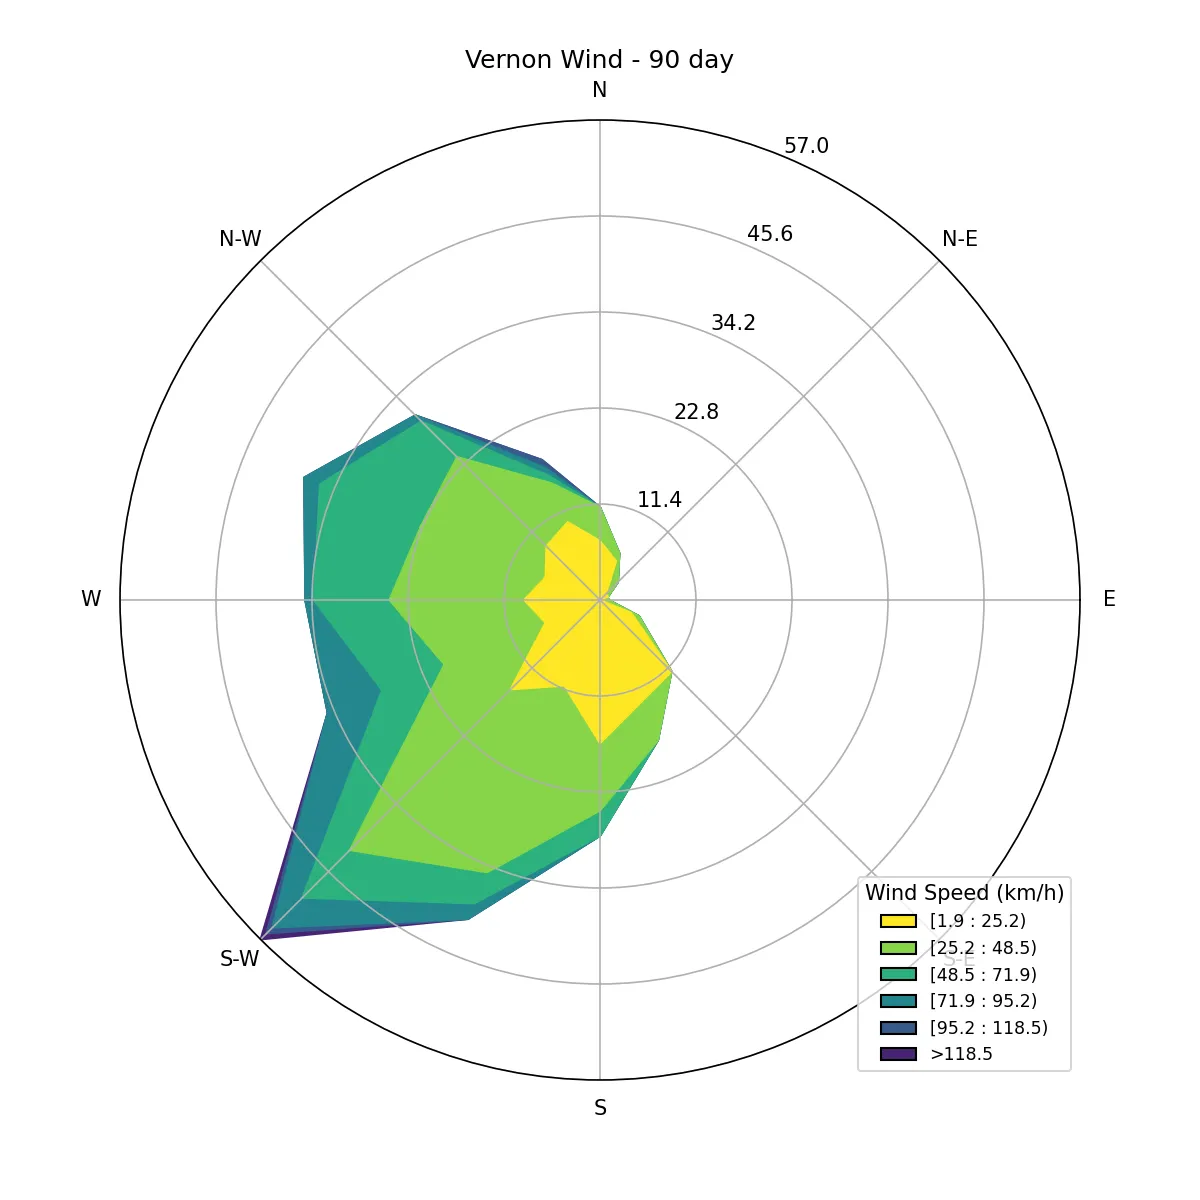 Vernon Wind - 90 day
N
57.0
N-W
45.6
N-E
34.2
22.8
11.4
W
E
S-W
S-E
S
Wind Speed (km/h)
[1.9 : 25.2)
[25.2 : 48.5)
[48.5 : 71.9)
[71.9 : 95.2)
[95.2 : 118.5)
>118.5